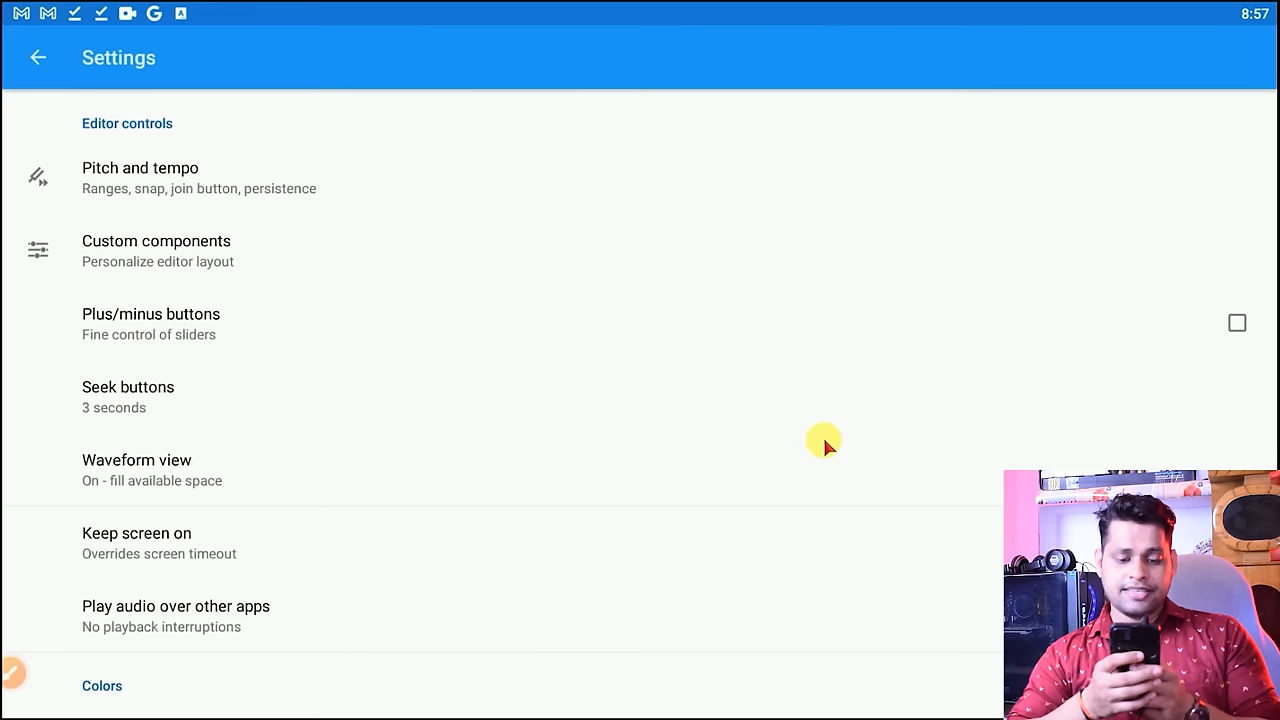 8:57
Settings
Editor controls
Pitch and tempo
Ranges, snap, join button, persistence
Custom components
Personalize editor layout
Plus/minus buttons
Fine control of sliders
Seek buttons
3 seconds
Waveform view
On - fill available space
Keep screen on
Overrides screen timeout
Play audio over other apps
No playback interruptions
Colors